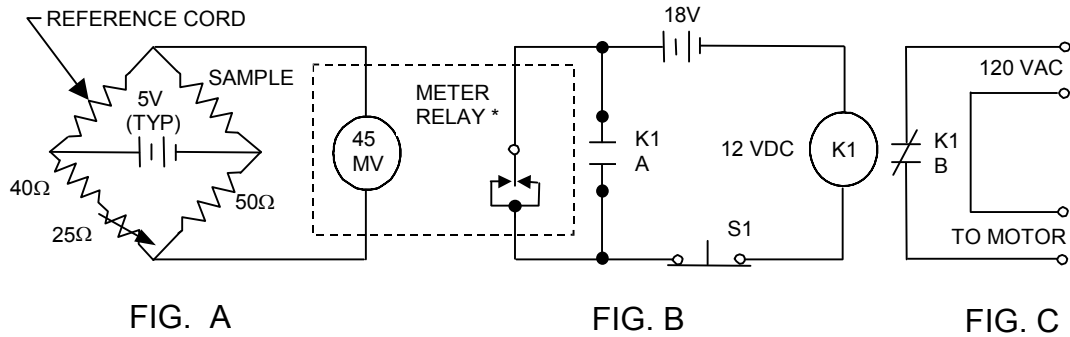 REFERENCE CORD
SAMPLE
5V
(TYP)
40Ω
25Ω
50Ω
45
MV
METER
RELAY *
18V
K1
A
12 VDC
K1
S1
120 VAC
K1
B
TO MOTOR
FIG. A
FIG. B
FIG. C